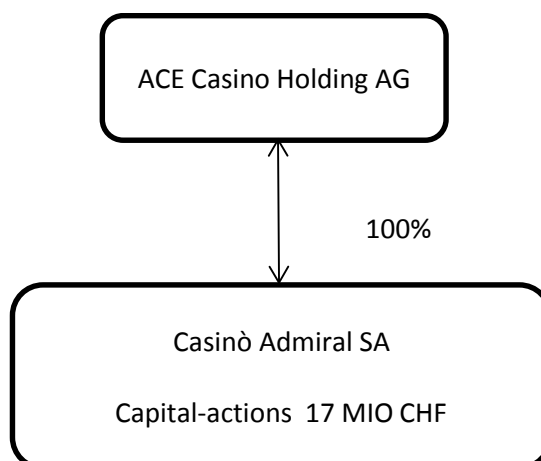 ACE Casino Holding AG
100%
Casinò Admiral SA
Capital-actions 17 MIO CHF